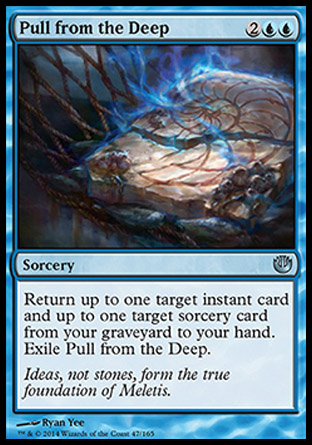 Pull from the Deep 2
Sorcery
Return up to one target instant card
and up to one target sorcery card
from your graveyard to your hand.
Exile Pull from the Deep.
Ideas, not stones, form the true
foundation of Meletis.
Ryan Yee
™ & © 2014 Wizards of the Coast 47/165